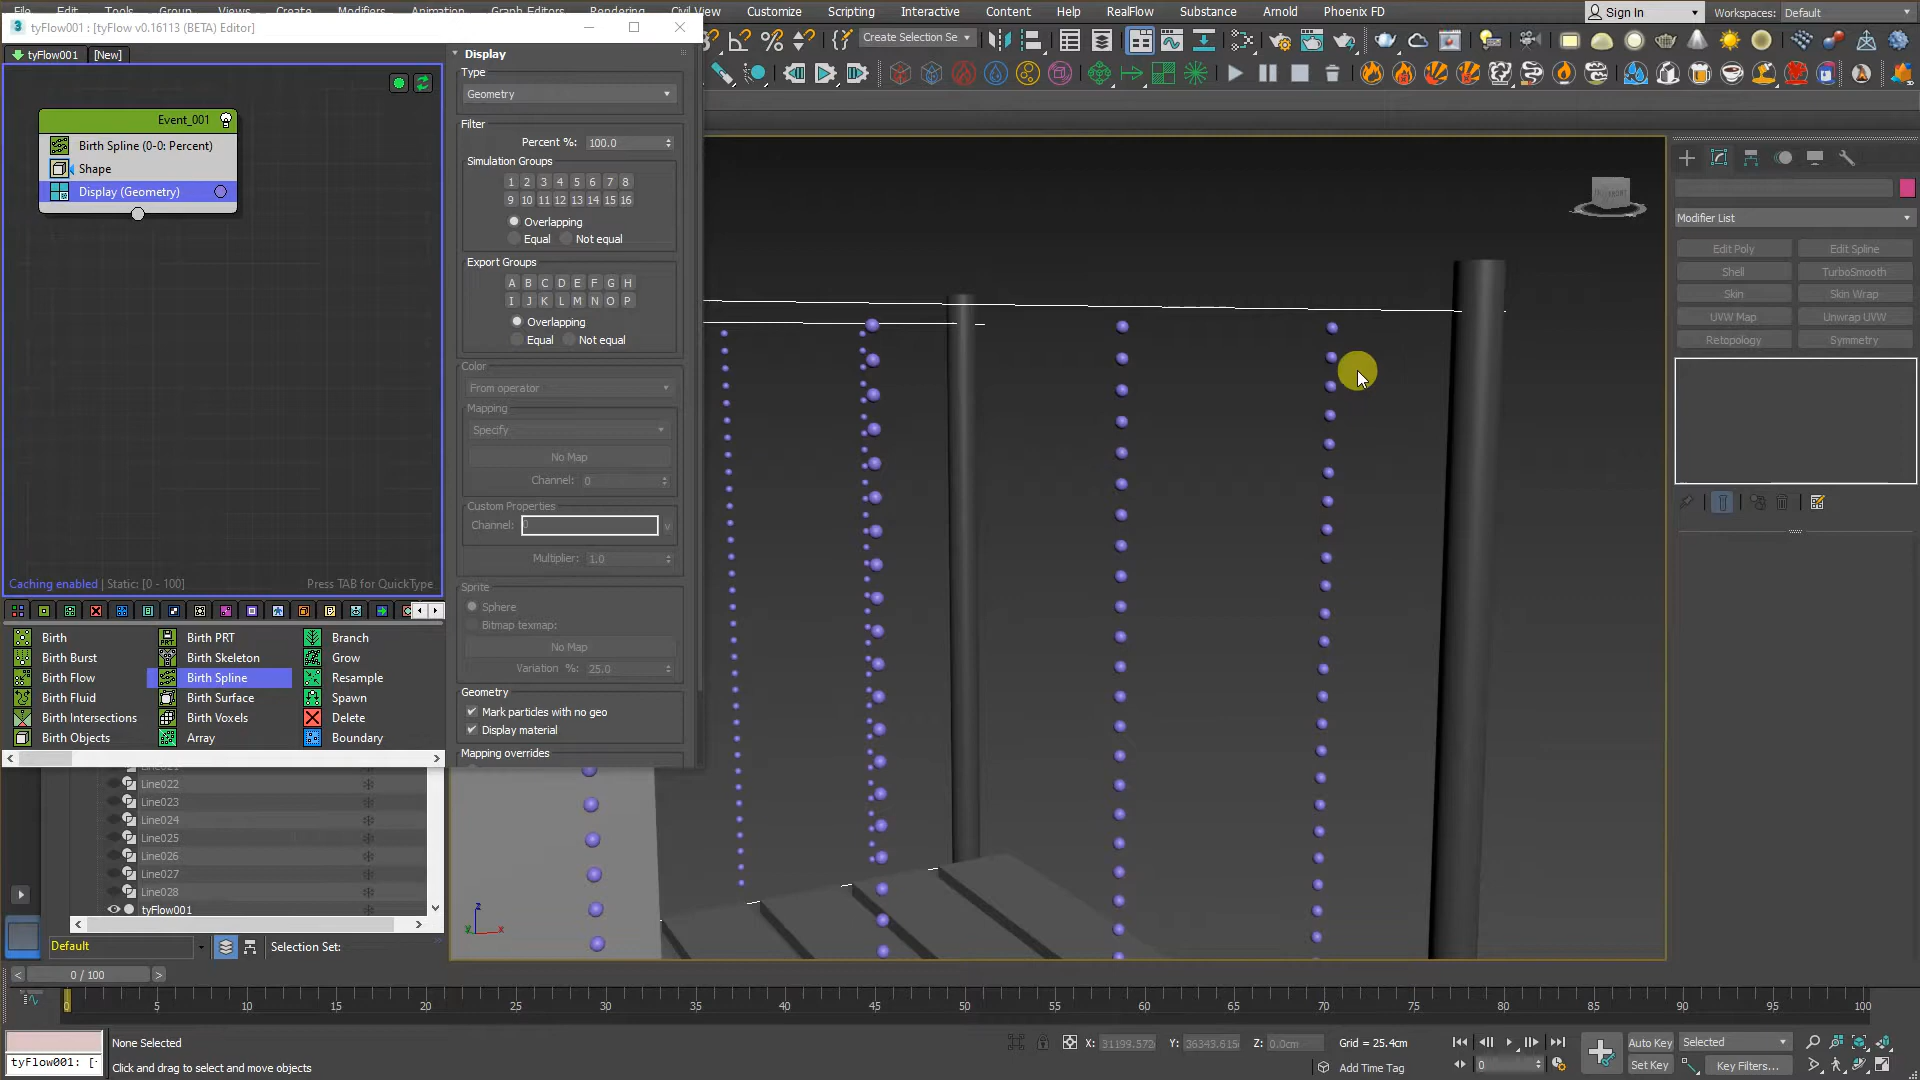 File Edit Tools Group Views Create Modifiers Animation Graph Editors Rendering Customize Scripting Interactive Content Help RealFlow Substance Arnold Phoenix FD Sign In Workspaces: Default
tyFlow001 : [tyFlow v0.16113 (BETA) Editor]
Create Selection Se
tyFlow001 [New]
Event_001
Birth Spline (0-0: Percent)
Shape
Display (Geometry)
Caching enabled | Static: [0 - 100] Press TAB for QuickType
Birth Birth PRT Branch
Birth Burst Birth Skeleton Grow
Birth Flow Birth Spline Resample
Birth Fluid Birth Surface Spawn
Birth Intersections Birth Voxels Delete
Birth Objects Array Boundary
Display
Type
Geometry
Filter
Percent %: 100.0
Simulation Groups
1 2 3 4 5 6 7 8
9 10 11 12 13 14 15 16
Overlapping
Equal Not equal
Export Groups
A B C D E F G H
I J K L M N O P
Overlapping
Equal Not equal
Color
From operator
Mapping
Specify
No Map
Channel: 0
Custom Properties
Channel: 0
Multiplier: 1.0
Sprite
Sphere
Bitmap texmap:
No Map
Variation %: 25.0
Geometry
Mark particles with no geo
Display material
Mapping overrides
Modifier List
Edit Poly Edit Spline
Shell TurboSmooth
Skin Skin Wrap
UVW Map Unwrap UVW
Retopology Symmetry
Line022
Line023
Line024
Line025
Line026
Line027
Line028
tyFlow001
z
y x
Default Selection Set:
< 0 / 100 >
0 5 10 15 20 25 30 35 40 45 50 55 60 65 70 75 80 85 90 95 100
None Selected X: 31199.572 Y: 36343.615 Z: 0.0cm Grid = 25.4cm Auto Key Selected
tyFlow001: [ Click and drag to select and move objects Add Time Tag 0 Set Key Key Filters...